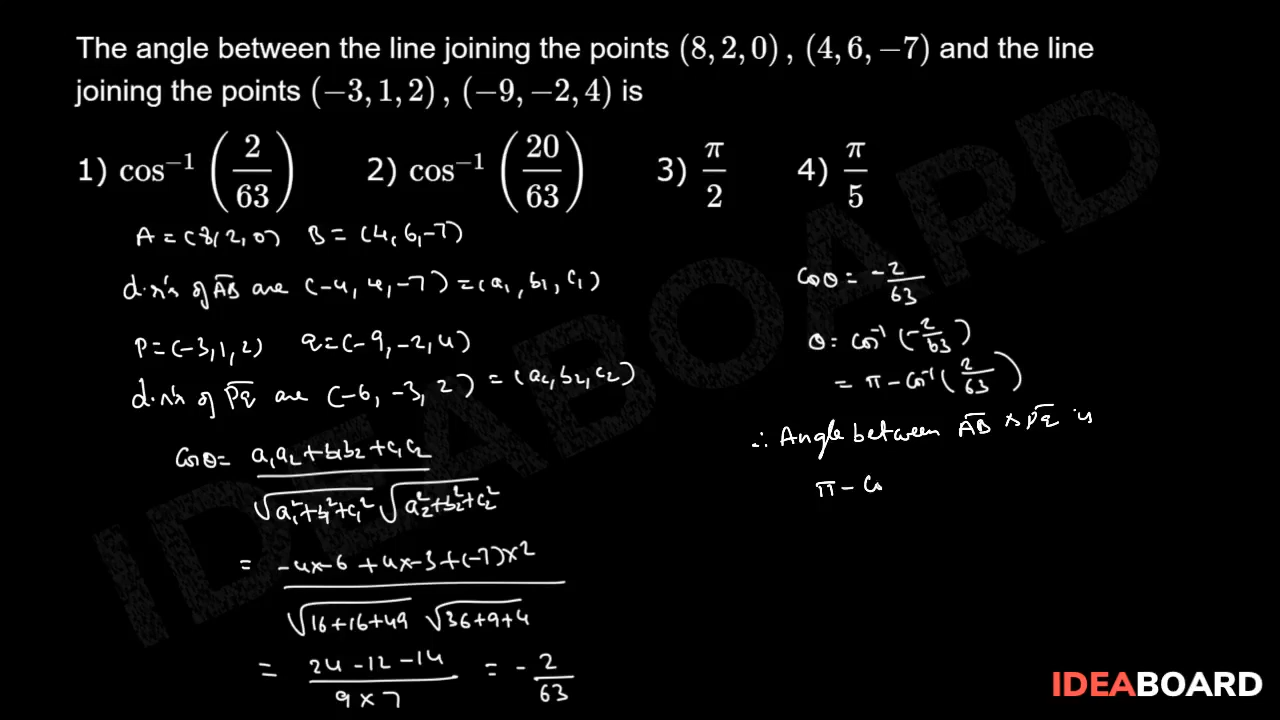 The angle between the line joining the points (8, 2, 0) , (4, 6, −7) and the line
joining the points (−3, 1, 2) , (−9, −2, 4) is
1) cos⁻¹ (2/63) 2) cos⁻¹ (20/63) 3) π/2 4) π/5
A = (8, 2, 0) B = (4, 6, -7)
d.r's of AB are (-4, 4, -7) = (a₁, b₁, c₁)
P = (-3, 1, 2) Q = (-9, -2, 4)
d.r's of PQ are (-6, -3, 2) = (a₂, b₂, c₂)
Cosθ = (a₁a₂ + b₁b₂ + c₁c₂) / (√(a₁² + b₁² + c₁²) √(a₂² + b₂² + c₂²))
= (-4x-6 + 4x-3 + (-7)x2) / (√(16+16+49) √(36+9+4))
= (24 -12 -14) / (9 x 7) = -2/63
Cosθ = -2/63
θ = Cos⁻¹(-2/63)
= π - Cos⁻¹(2/63)
∴ Angle between AB & PQ is
π - Co
IDEABOARD
IDEABOARD